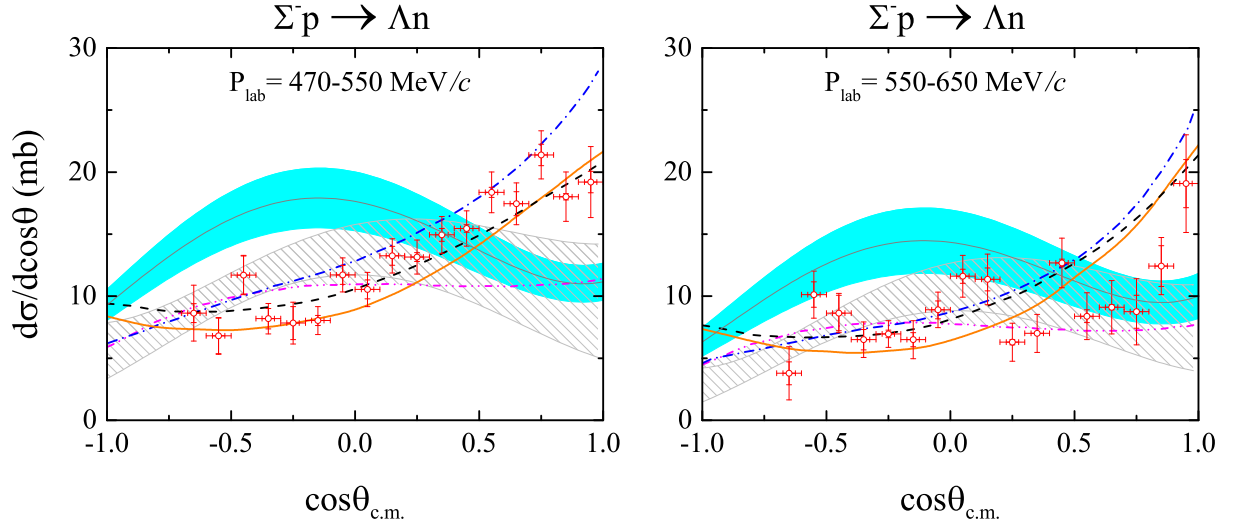 Σ⁻p → Λn
Σ⁻p → Λn
dσ/dcosθ (mb)
30
20
10
0
P_lab= 470-550 MeV/c
-1.0 -0.5 0.0 0.5 1.0
cosθ_c.m.
30
20
10
0
P_lab= 550-650 MeV/c
-1.0 -0.5 0.0 0.5 1.0
cosθ_c.m.